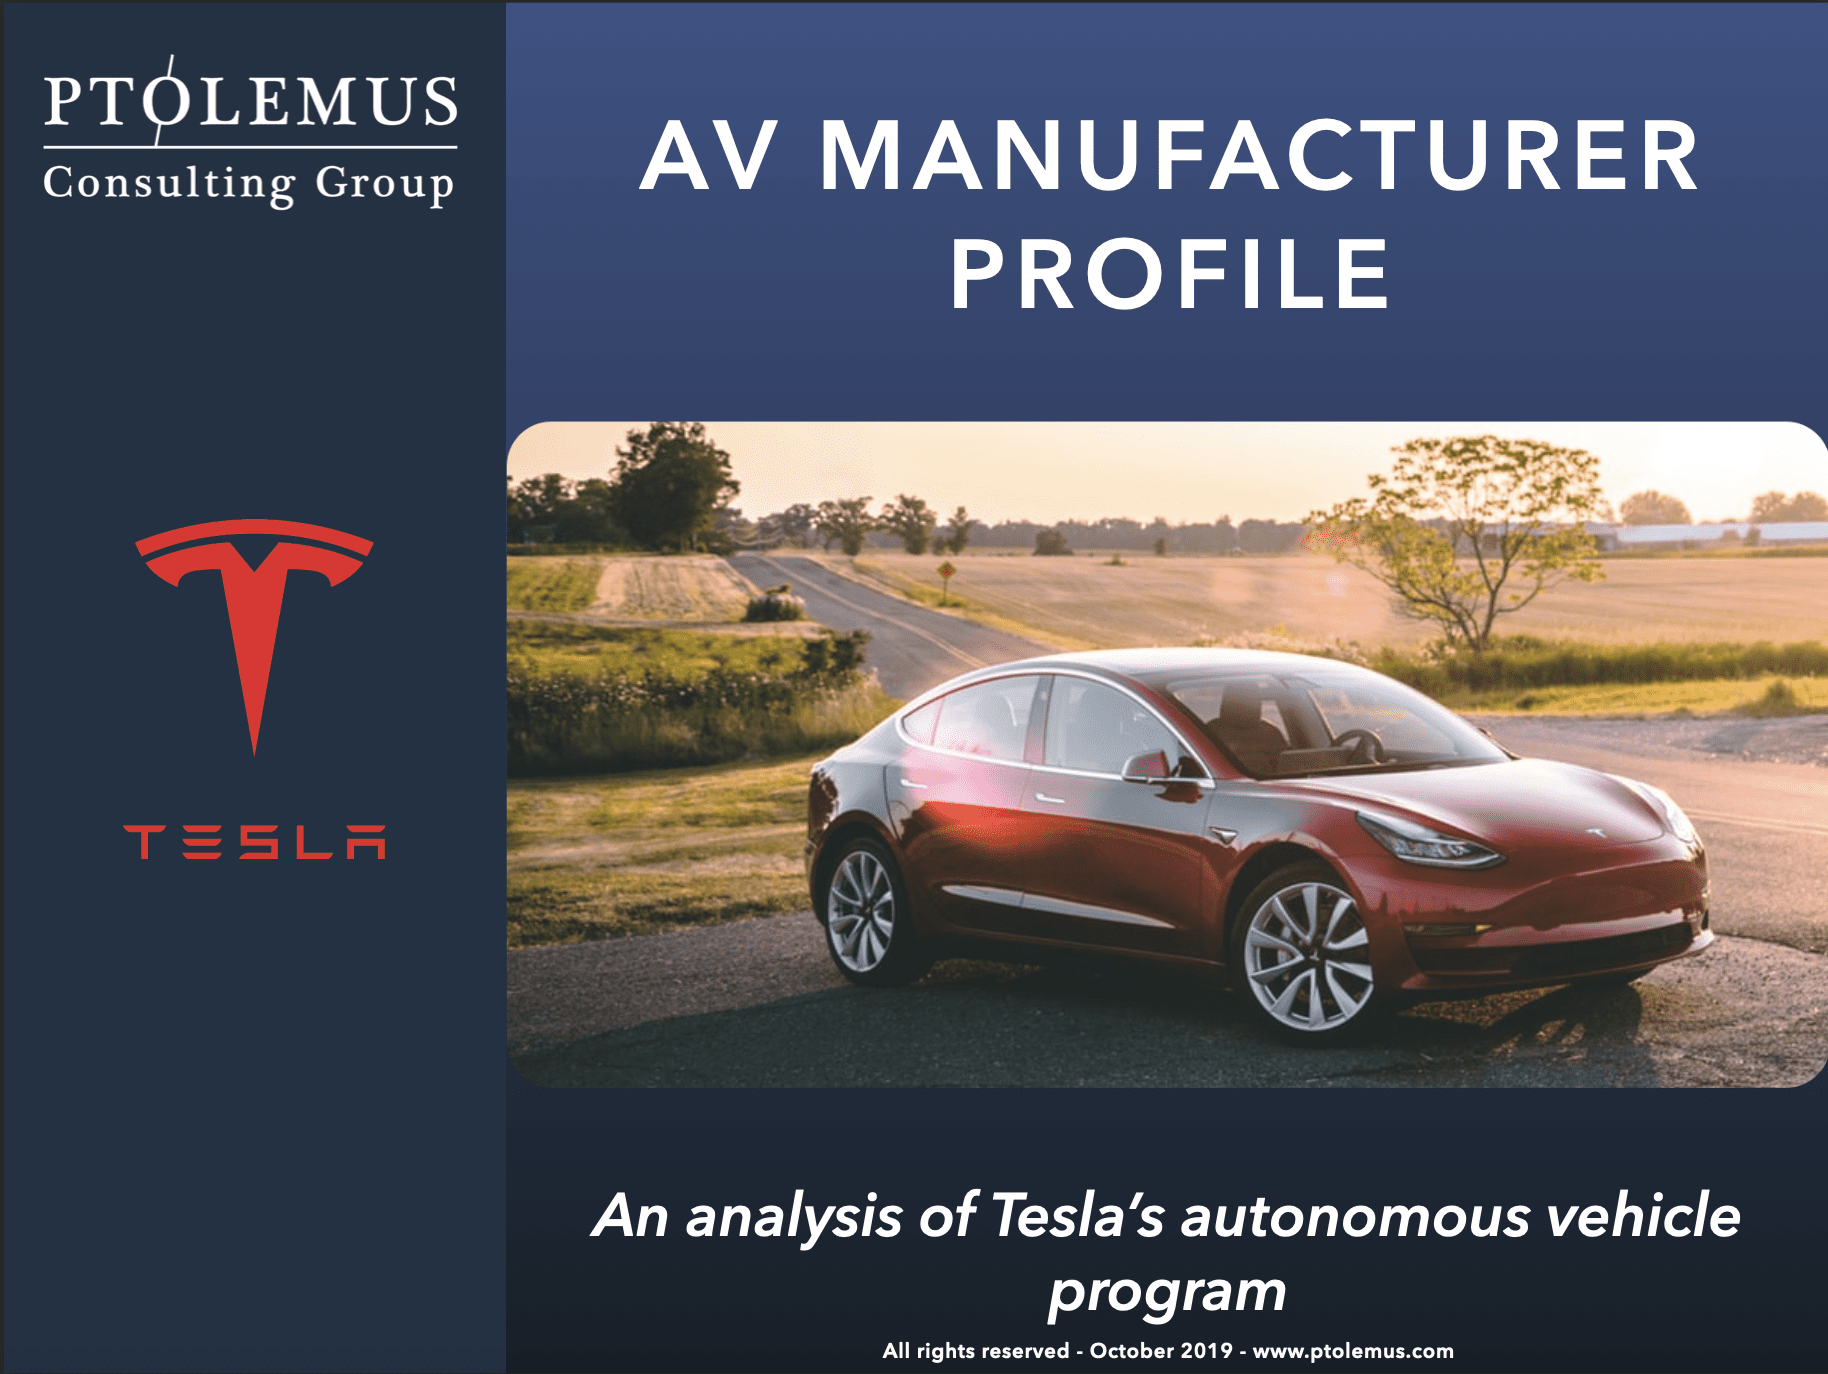 PTOLEMUS
Consulting Group
TESLA
AV MANUFACTURER
PROFILE
An analysis of Tesla‘s autonomous vehicle
program
All rights reserved - October 2019 - www.ptolemus.com